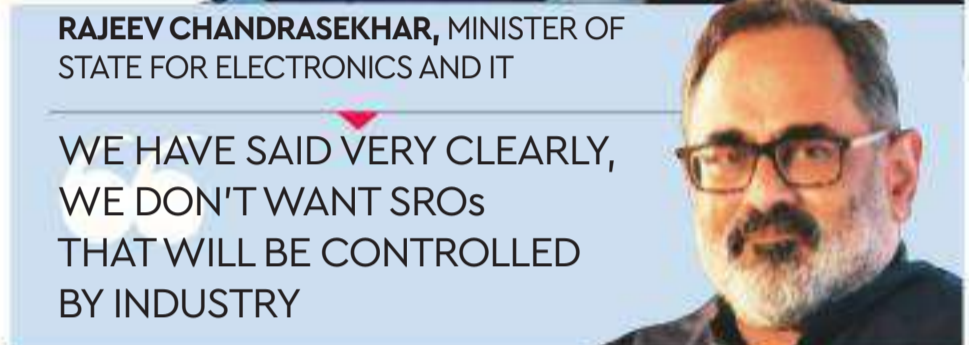 RAJEEV CHANDRASEKHAR, MINISTER OF
STATE FOR ELECTRONICS AND IT
WE HAVE SAID VERY CLEARLY,
WE DON'T WANT SROs
THAT WILL BE CONTROLLED
BY INDUSTRY